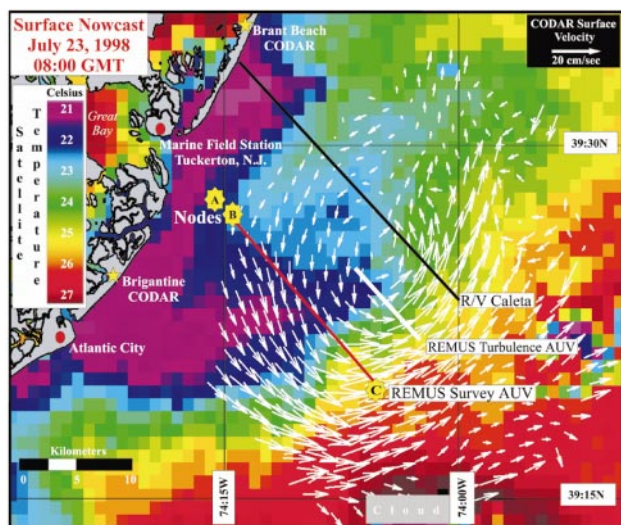 Surface Nowcast
July 23, 1998
08:00 GMT
Brant Beach
CODAR
CODAR Surface
Velocity
20 cm/sec
Celsius
21
22
23
24
25
26
27
Satellite
Temperature
Great
Bay
Marine Field Station
Tuckerton, N.J.
39:30N
A
B
Nodes
Brigantine
CODAR
R/V Caleta
Atlantic City
REMUS Turbulence AUV
C
REMUS Survey AUV
Kilometers
0 5 10
74:15W
74:00W
39:15N
Cloud